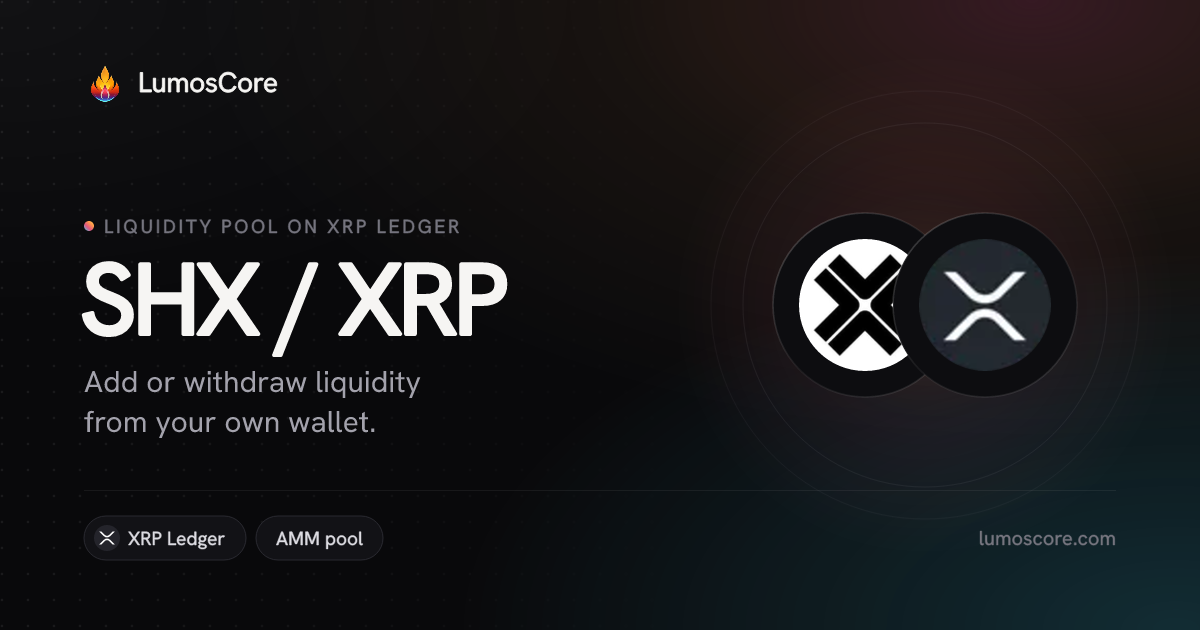 LumosCore
LIQUIDITY POOL ON XRP LEDGER
SHX / XRP
Add or withdraw liquidity
from your own wallet.
XRP Ledger
AMM pool
lumoscore.com